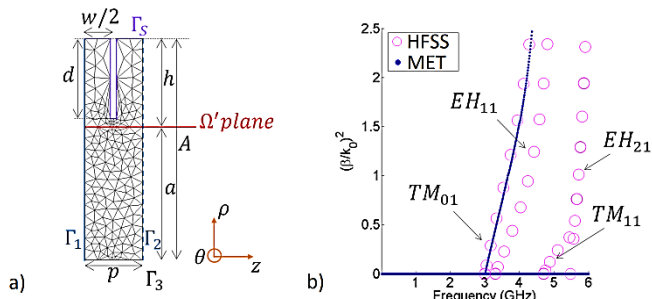 w/2
Γ_S
d
h
Ω′plane
A
a
Γ_1
Γ_2
p
Γ_3
ρ
θ
z
a)
HFSS
MET
(β/k_0)^2
2.5
2
1.5
1
0.5
0
EH_11
EH_21
TM_01
TM_11
1 2 3 4 5 6
Frequency (GHz)
b)